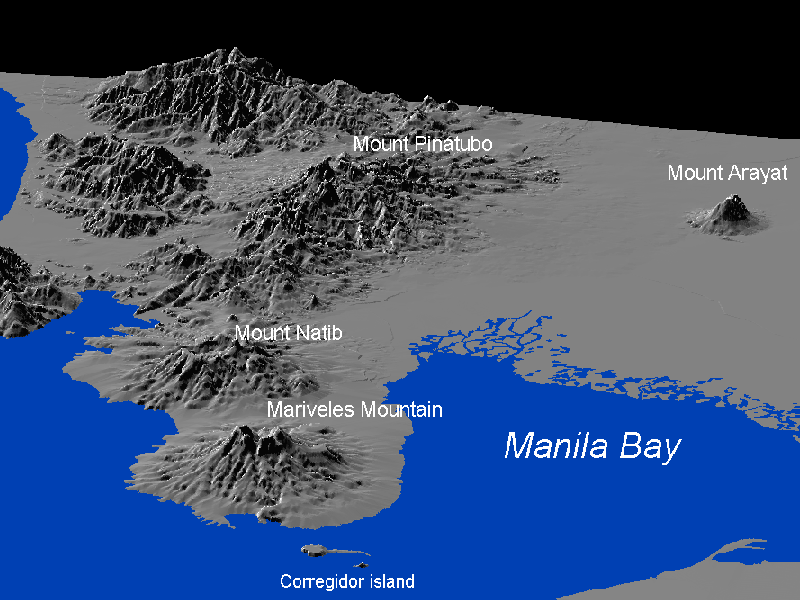 Mount Pinatubo
Mount Arayat
Mount Natib
Mariveles Mountain
Manila Bay
Corregidor island